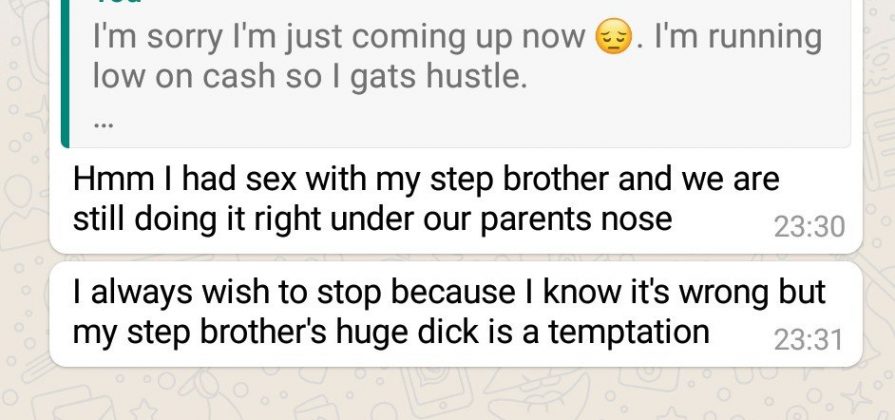 You
I'm sorry I'm just coming up now 😔. I'm running
low on cash so I gats hustle.
...
Hmm I had sex with my step brother and we are
still doing it right under our parents nose
23:30
I always wish to stop because I know it's wrong but
my step brother's huge dick is a temptation
23:31